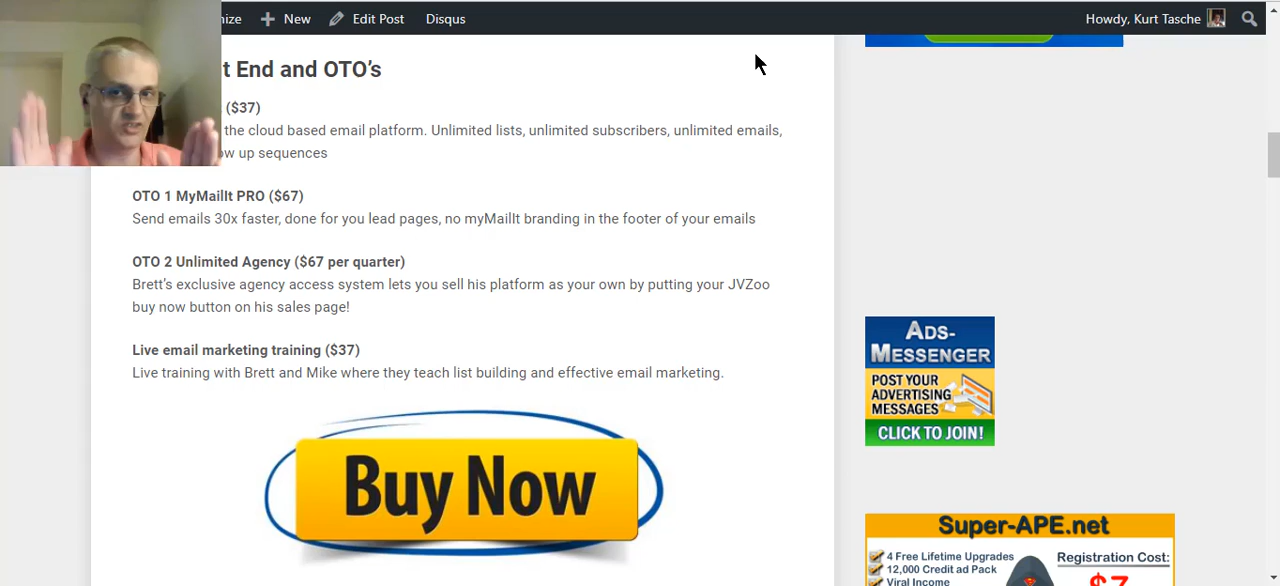 ize New Edit Post Disqus Howdy, Kurt Tasche
t End and OTO's
($37)
the cloud based email platform. Unlimited lists, unlimited subscribers, unlimited emails,
ow up sequences
OTO 1 MyMailIt PRO ($67)
Send emails 30x faster, done for you lead pages, no myMailIt branding in the footer of your emails
OTO 2 Unlimited Agency ($67 per quarter)
Brett's exclusive agency access system lets you sell his platform as your own by putting your JVZoo
buy now button on his sales page!
Live email marketing training ($37)
Live training with Brett and Mike where they teach list building and effective email marketing.
Buy Now
ADS-
MESSENGER
POST YOUR
ADVERTISING
MESSAGES
CLICK TO JOIN!
Super-APE.net
4 Free Lifetime Upgrades
12,000 Credit ad Pack
Viral Income
Registration Cost:
$7